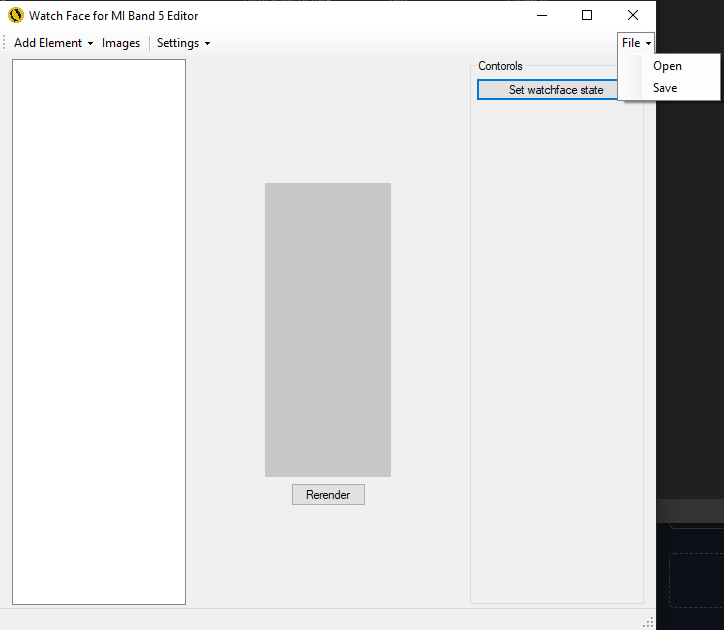 Watch Face for MI Band 5 Editor
Add Element Images Settings File
Open
Save
Contorols
Set watchface state
Rerender